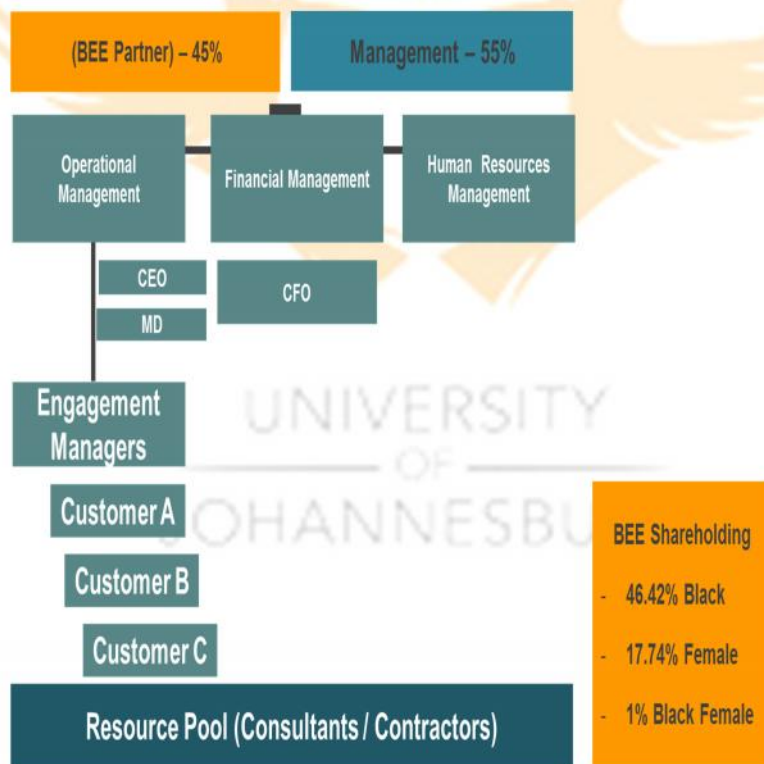 (BEE Partner) – 45%
Management – 55%
Operational
Management
Financial Management
Human Resources
Management
CEO
MD
CFO
Engagement
Managers
Customer A
Customer B
Customer C
Resource Pool (Consultants / Contractors)
BEE Shareholding
- 46.42% Black
- 17.74% Female
- 1% Black Female
UNIVERSITY
OF
JOHANNESBU